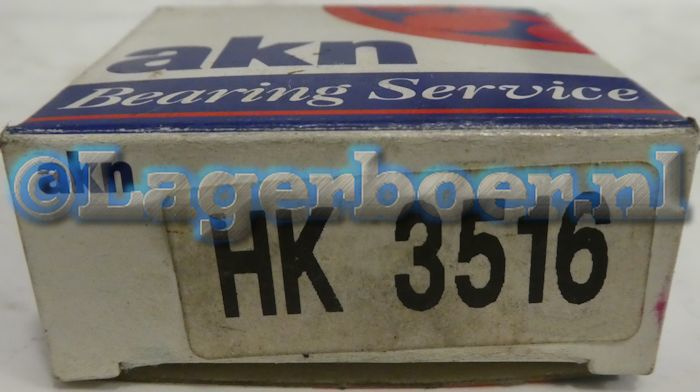 akn
Bearing Service
akn
©Lagerboer.nl
HK 3516